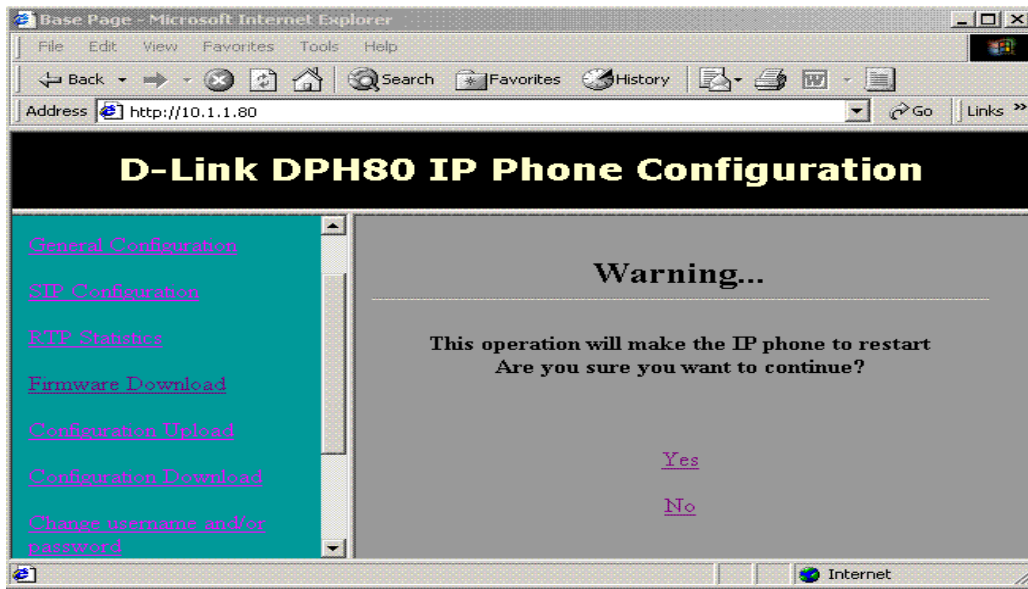 Base Page - Microsoft Internet Explorer
File Edit View Favorites Tools Help
Back Search Favorites History
Address http://10.1.1.80 Go Links »
D-Link DPH80 IP Phone Configuration
General Configuration
SIP Configuration
RTP Statistics
Firmware Download
Configuration Upload
Configuration Download
Change username and/or
password
Warning...
This operation will make the IP phone to restart
Are you sure you want to continue?
Yes
No
Internet